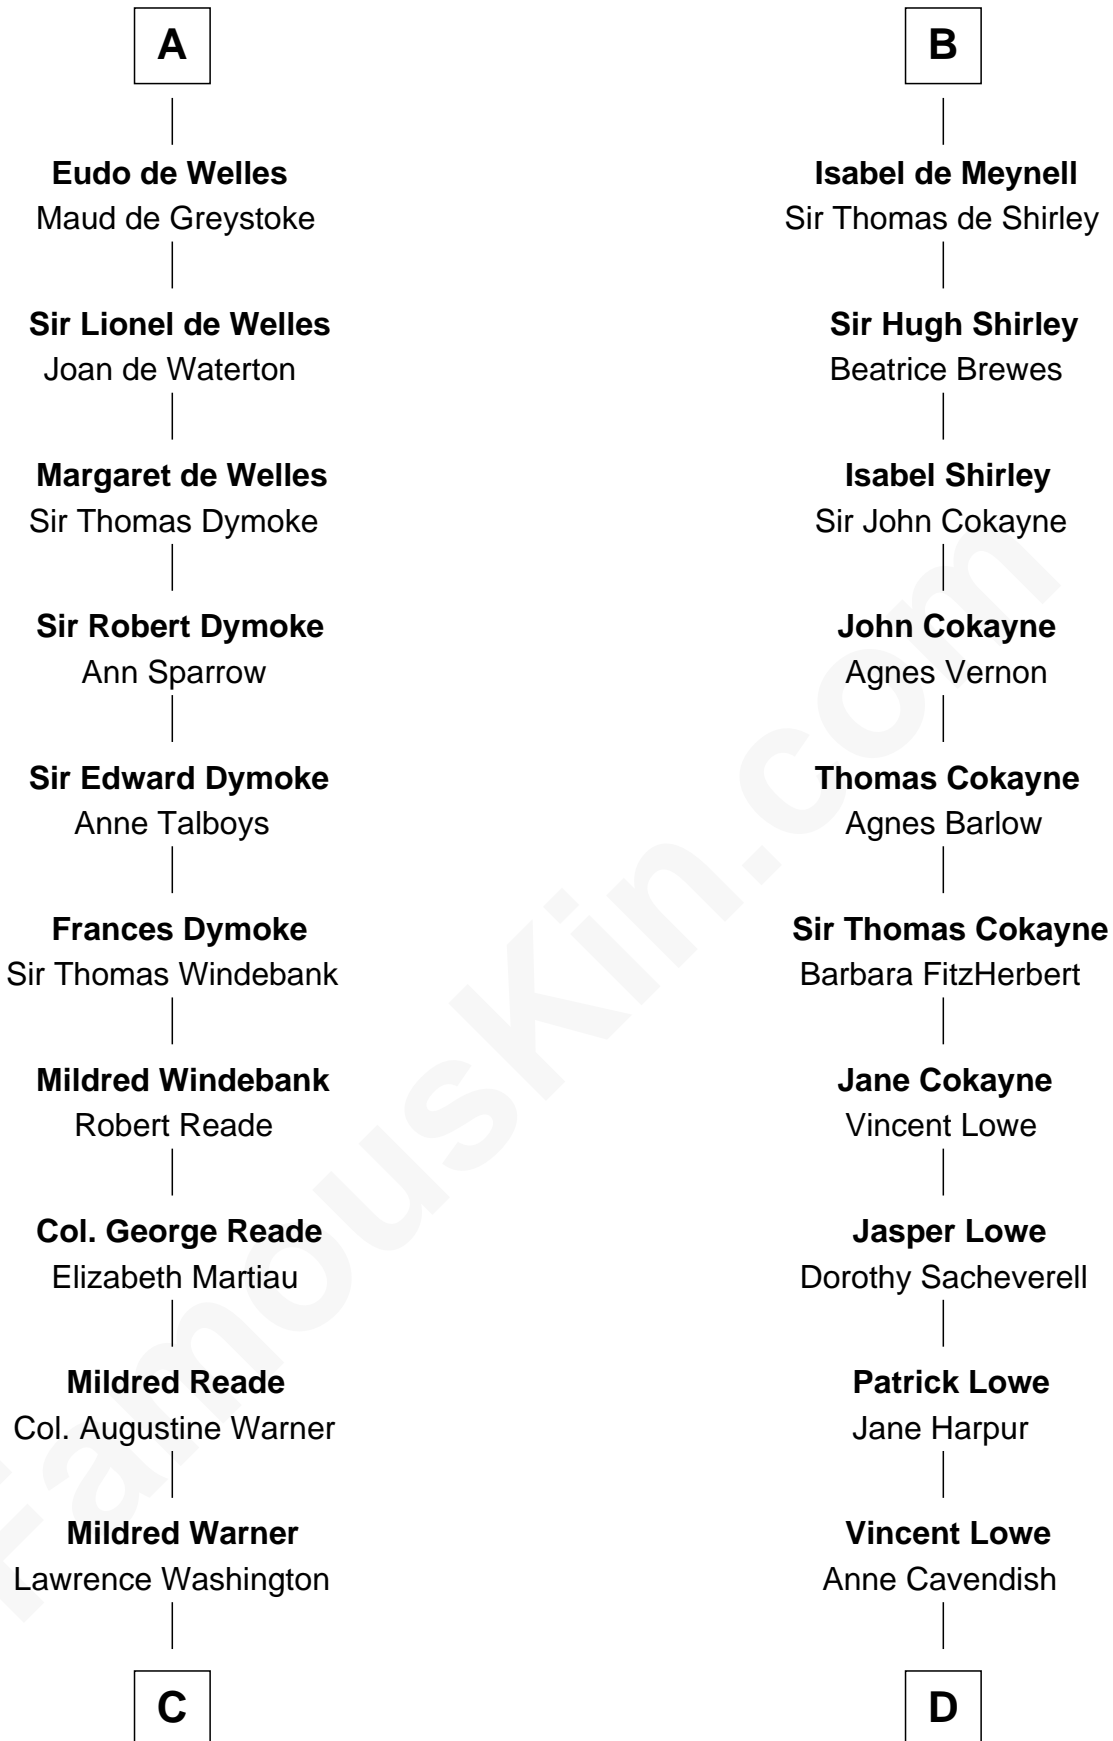 A
Eudo de Welles
Maud de Greystoke
Sir Lionel de Welles
Joan de Waterton
Margaret de Welles
Sir Thomas Dymoke
Sir Robert Dymoke
Ann Sparrow
Sir Edward Dymoke
Anne Talboys
Frances Dymoke
Sir Thomas Windebank
Mildred Windebank
Robert Reade
Col. George Reade
Elizabeth Martiau
Mildred Reade
Col. Augustine Warner
Mildred Warner
Lawrence Washington
C
B
Isabel de Meynell
Sir Thomas de Shirley
Sir Hugh Shirley
Beatrice Brewes
Isabel Shirley
Sir John Cokayne
John Cokayne
Agnes Vernon
Thomas Cokayne
Agnes Barlow
Sir Thomas Cokayne
Barbara FitzHerbert
Jane Cokayne
Vincent Lowe
Jasper Lowe
Dorothy Sacheverell
Patrick Lowe
Jane Harpur
Vincent Lowe
Anne Cavendish
D
FamousKin.com